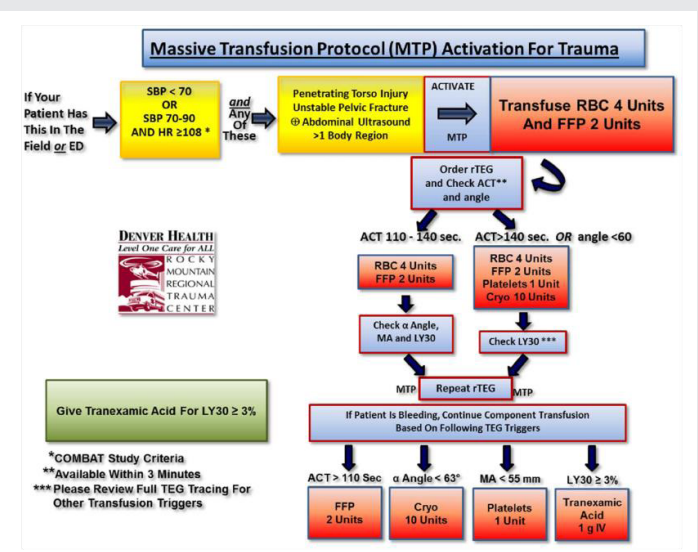 Massive Transfusion Protocol (MTP) Activation For Trauma
If Your
Patient Has
This In The
Field or ED
SBP < 70
OR
SBP 70-90
AND HR ≥108 *
and
Any
Of
These
Penetrating Torso Injury
Unstable Pelvic Fracture
⊕ Abdominal Ultrasound
>1 Body Region
ACTIVATE
MTP
Transfuse RBC 4 Units
And FFP 2 Units
Order rTEG
and Check ACT**
and angle
ACT 110 - 140 sec.
ACT>140 sec. OR angle <60
RBC 4 Units
FFP 2 Units
RBC 4 Units
FFP 2 Units
Platelets 1 Unit
Cryo 10 Units
Check α Angle,
MA and LY30
Check LY30 ***
MTP
Repeat rTEG
MTP
If Patient Is Bleeding, Continue Component Transfusion
Based On Following TEG Triggers
ACT > 110 Sec
α Angle < 63°
MA < 55 mm
LY30 ≥ 3%
FFP
2 Units
Cryo
10 Units
Platelets
1 Unit
Tranexamic
Acid
1 g IV
DENVER HEALTH
Level One Care for ALL
ROCKY
MOUNTAIN
REGIONAL
TRAUMA
CENTER
Give Tranexamic Acid For LY30 ≥ 3%
*COMBAT Study Criteria
**Available Within 3 Minutes
*** Please Review Full TEG Tracing For
Other Transfusion Triggers